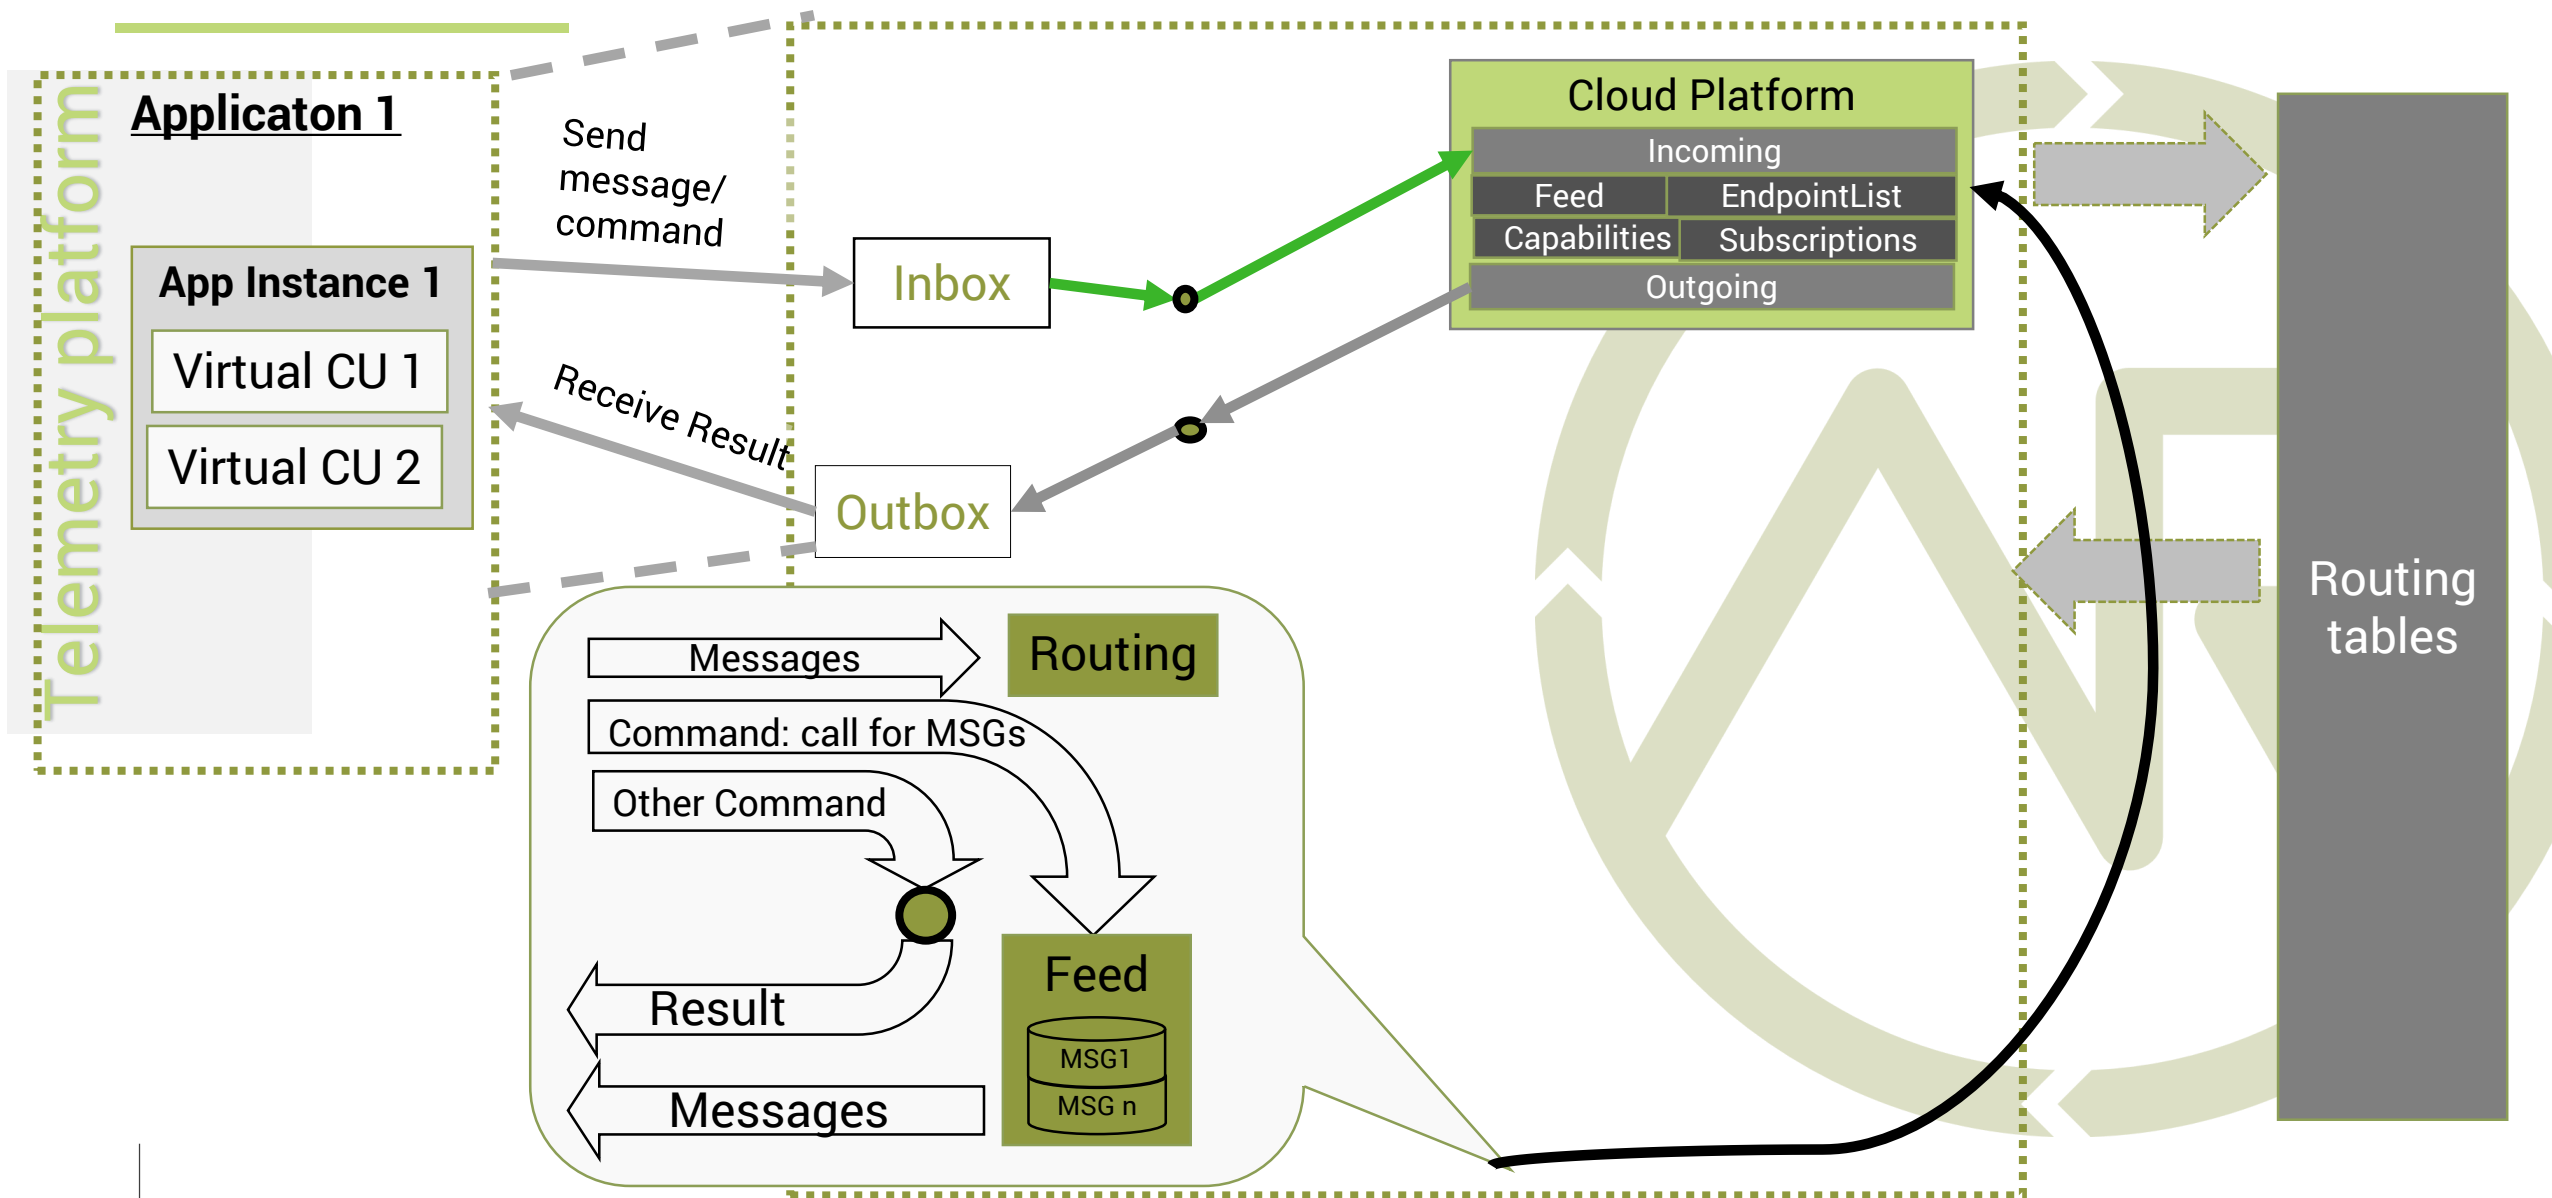 Telemetry platform
Applicaton 1
App Instance 1
Virtual CU 1
Virtual CU 2
Send
message/
command
Receive Result
Inbox
Outbox
Cloud Platform
Incoming
Feed
EndpointList
Capabilities
Subscriptions
Outgoing
Routing
tables
Messages
Routing
Command: call for MSGs
Other Command
Result
Messages
Feed
MSG1
MSG n